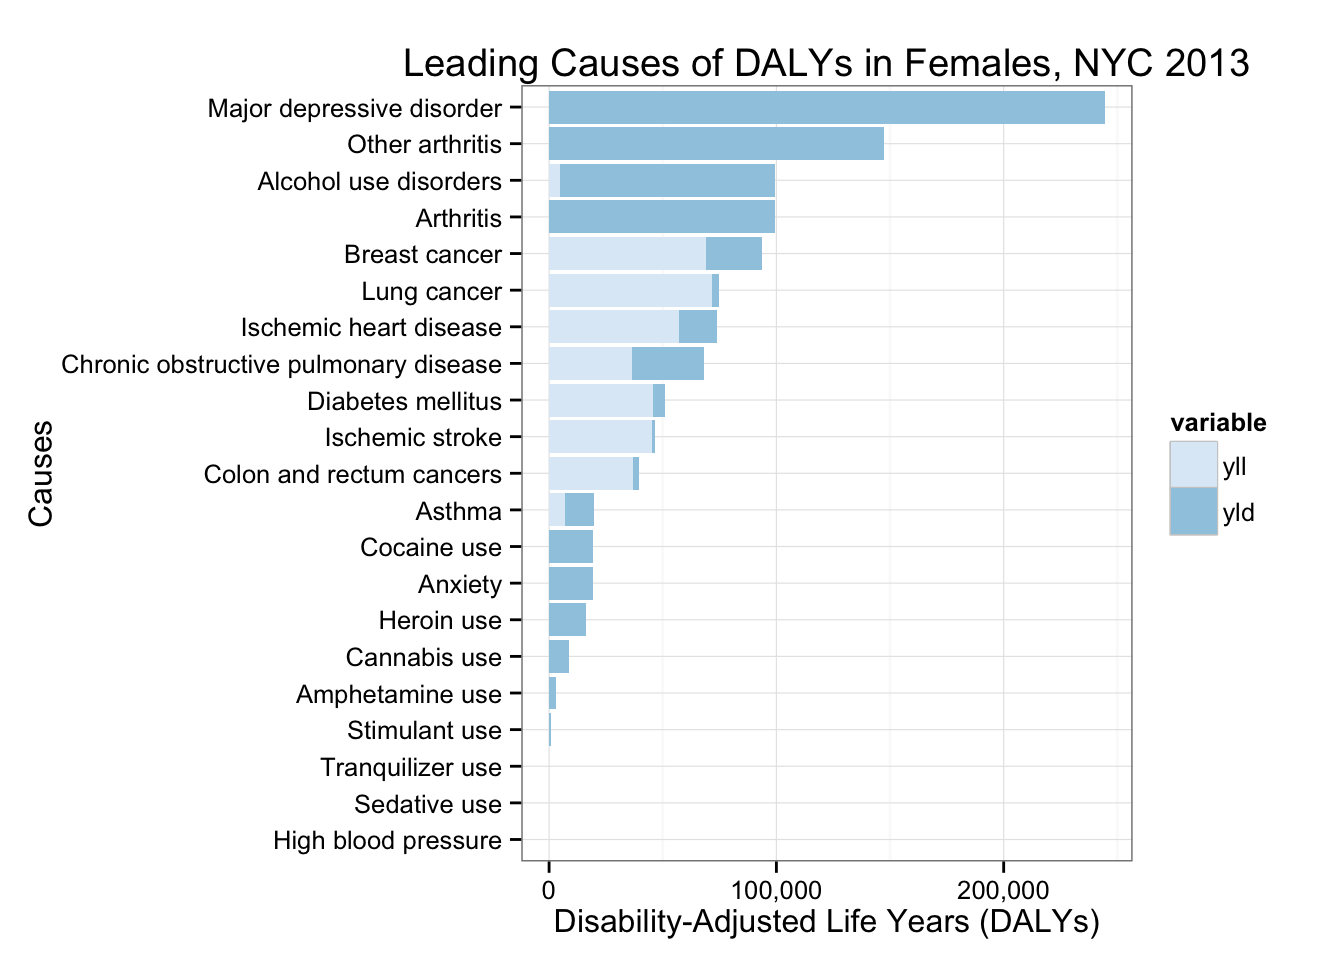 Leading Causes of DALYs in Females, NYC 2013
Major depressive disorder
Other arthritis
Alcohol use disorders
Arthritis
Breast cancer
Lung cancer
Ischemic heart disease
Chronic obstructive pulmonary disease
Diabetes mellitus
Ischemic stroke
Colon and rectum cancers
Asthma
Cocaine use
Anxiety
Heroin use
Cannabis use
Amphetamine use
Stimulant use
Tranquilizer use
Sedative use
High blood pressure
Causes
0 100,000 200,000
Disability-Adjusted Life Years (DALYs)
variable
yll
yld